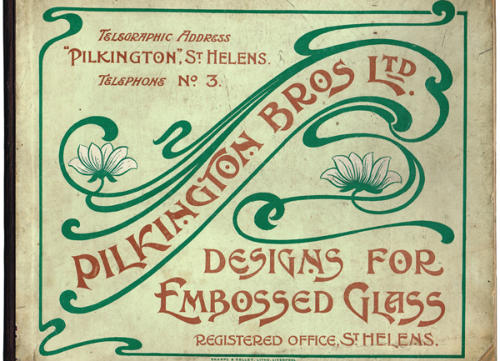 Telegraphic Address
"Pilkington", St Helens.
Telephone No 3.
Pilkington Bros Ltd.
Designs for
Embossed Glass
Registered Office, St Helens.